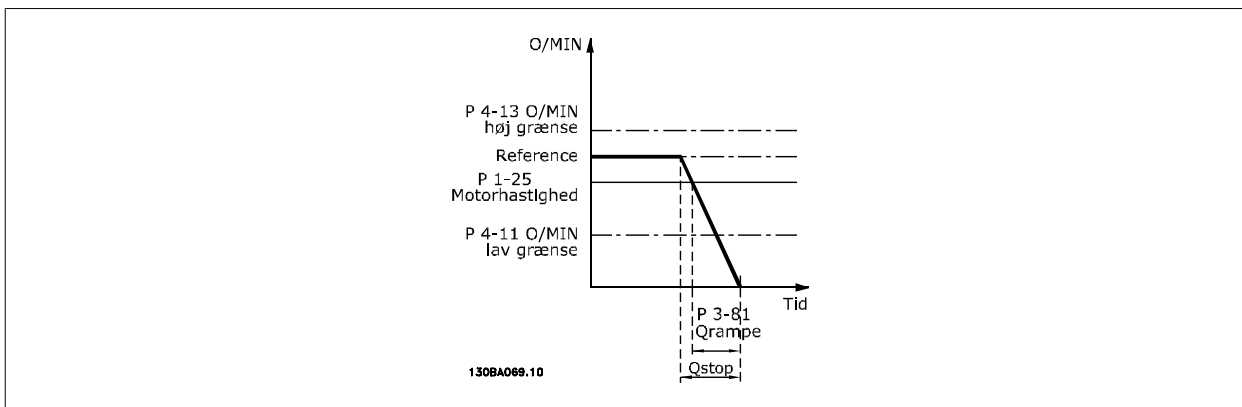 O/MIN
P 4-13 O/MIN
høj grænse
Reference
P 1-25
Motorhastighed
P 4-11 O/MIN
lav grænse
Tid
P 3-81
Qrampe
Qstop
130BA069.10